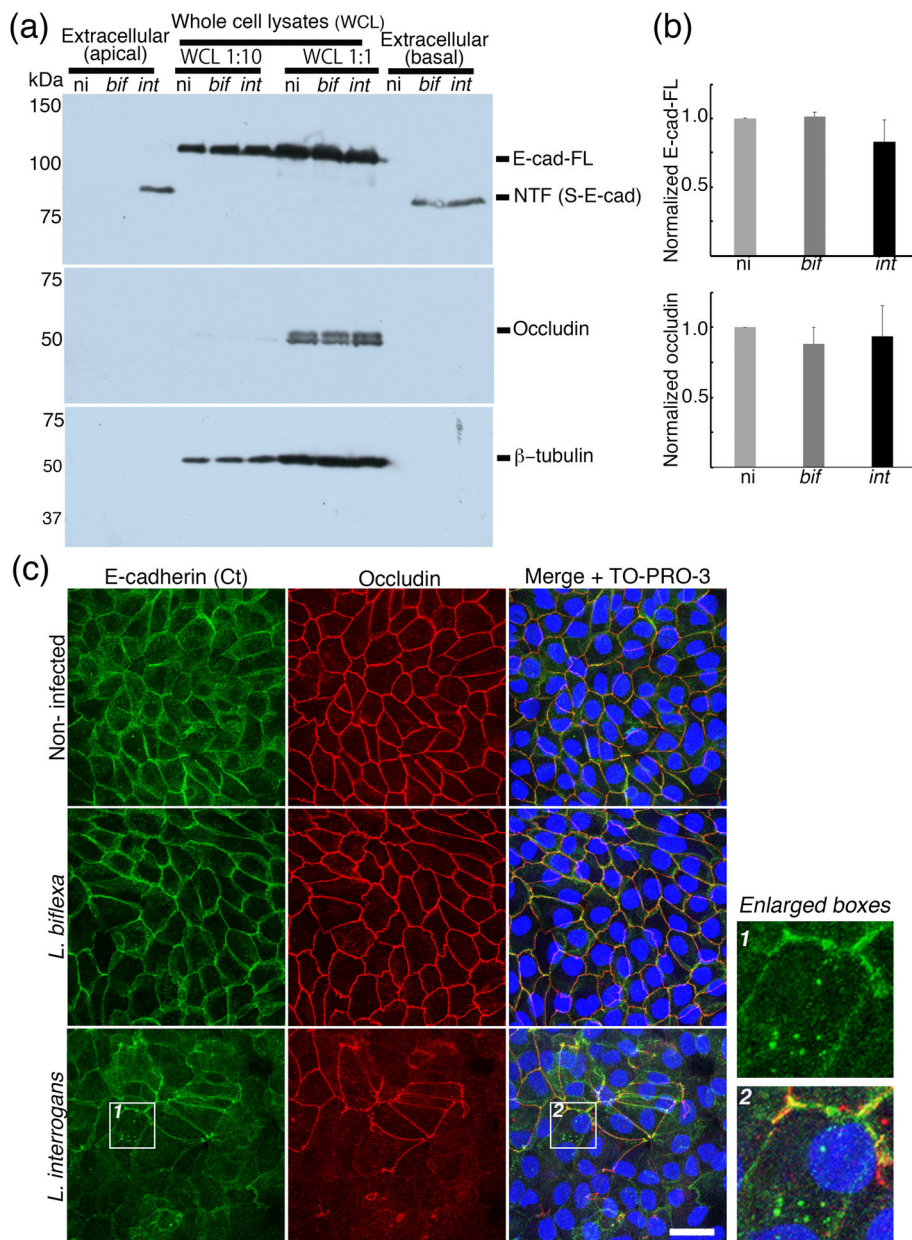 (a)
Whole cell lysates (WCL)
Extracellular (apical)
WCL 1:10
WCL 1:1
Extracellular (basal)
kDa
ni bif int ni bif int ni bif int ni bif int
150
100
75
E-cad-FL
NTF (S-E-cad)
75
50
Occludin
75
50
37
β-tubulin
(b)
Normalized E-cad-FL
1.0
0.5
ni bif int
Normalized occludin
1.0
0.5
ni bif int
(c)
E-cadherin (Ct) Occludin Merge + TO-PRO-3
Non- infected
L. biflexa
L. interrogans
1
2
Enlarged boxes
1
2